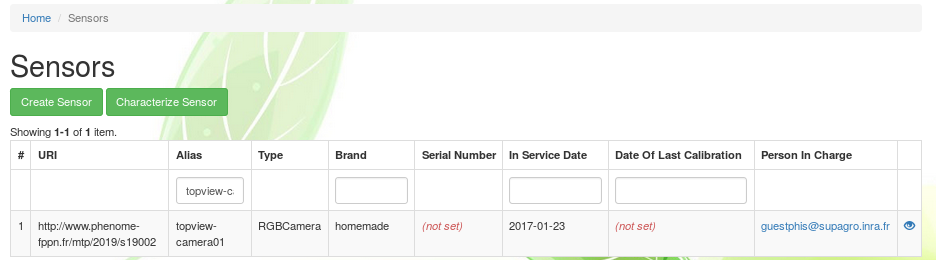 Home / Sensors
Sensors
Create Sensor Characterize Sensor
Showing 1-1 of 1 item.
# URI Alias Type Brand Serial Number In Service Date Date Of Last Calibration Person In Charge
topview-c
1 http://www.phenome- topview- RGBCamera homemade (not set) 2017-01-23 (not set) guestphis@supagro.inra.fr
fppn.fr/mtp/2019/s19002 camera01